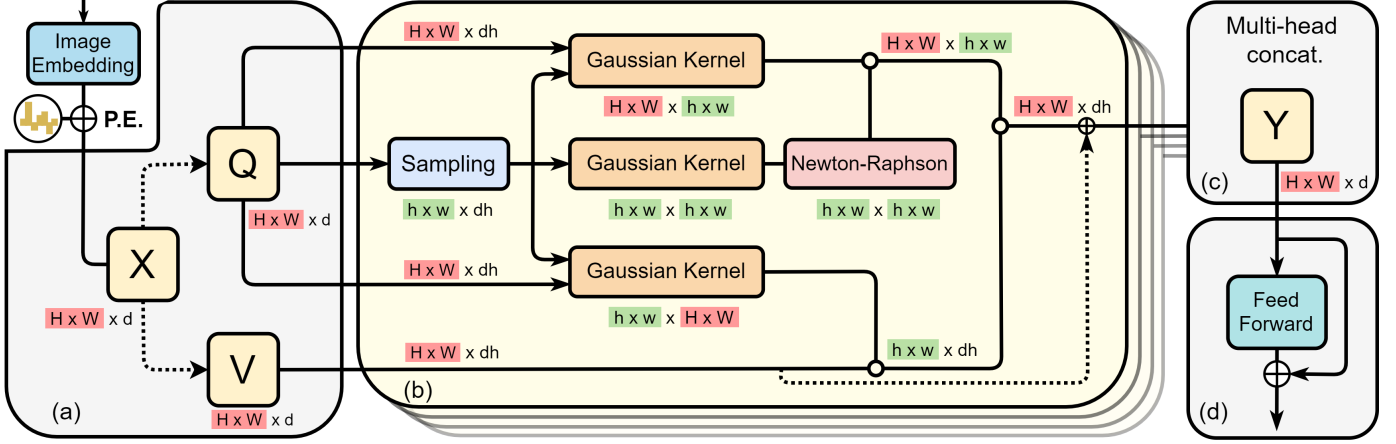 Image
Embedding
P.E.
X
H x W x d
Q
H x W x d
V
H x W x d
(a)
H x W x dh
Sampling
h x w x dh
H x W x dh
H x W x dh
Gaussian Kernel
H x W x h x w
Gaussian Kernel
h x w x h x w
Gaussian Kernel
h x w x H x W
H x W x h x w
Newton-Raphson
h x w x h x w
h x w x dh
H x W x dh
(b)
Multi-head
concat.
Y
H x W x d
(c)
Feed
Forward
(d)